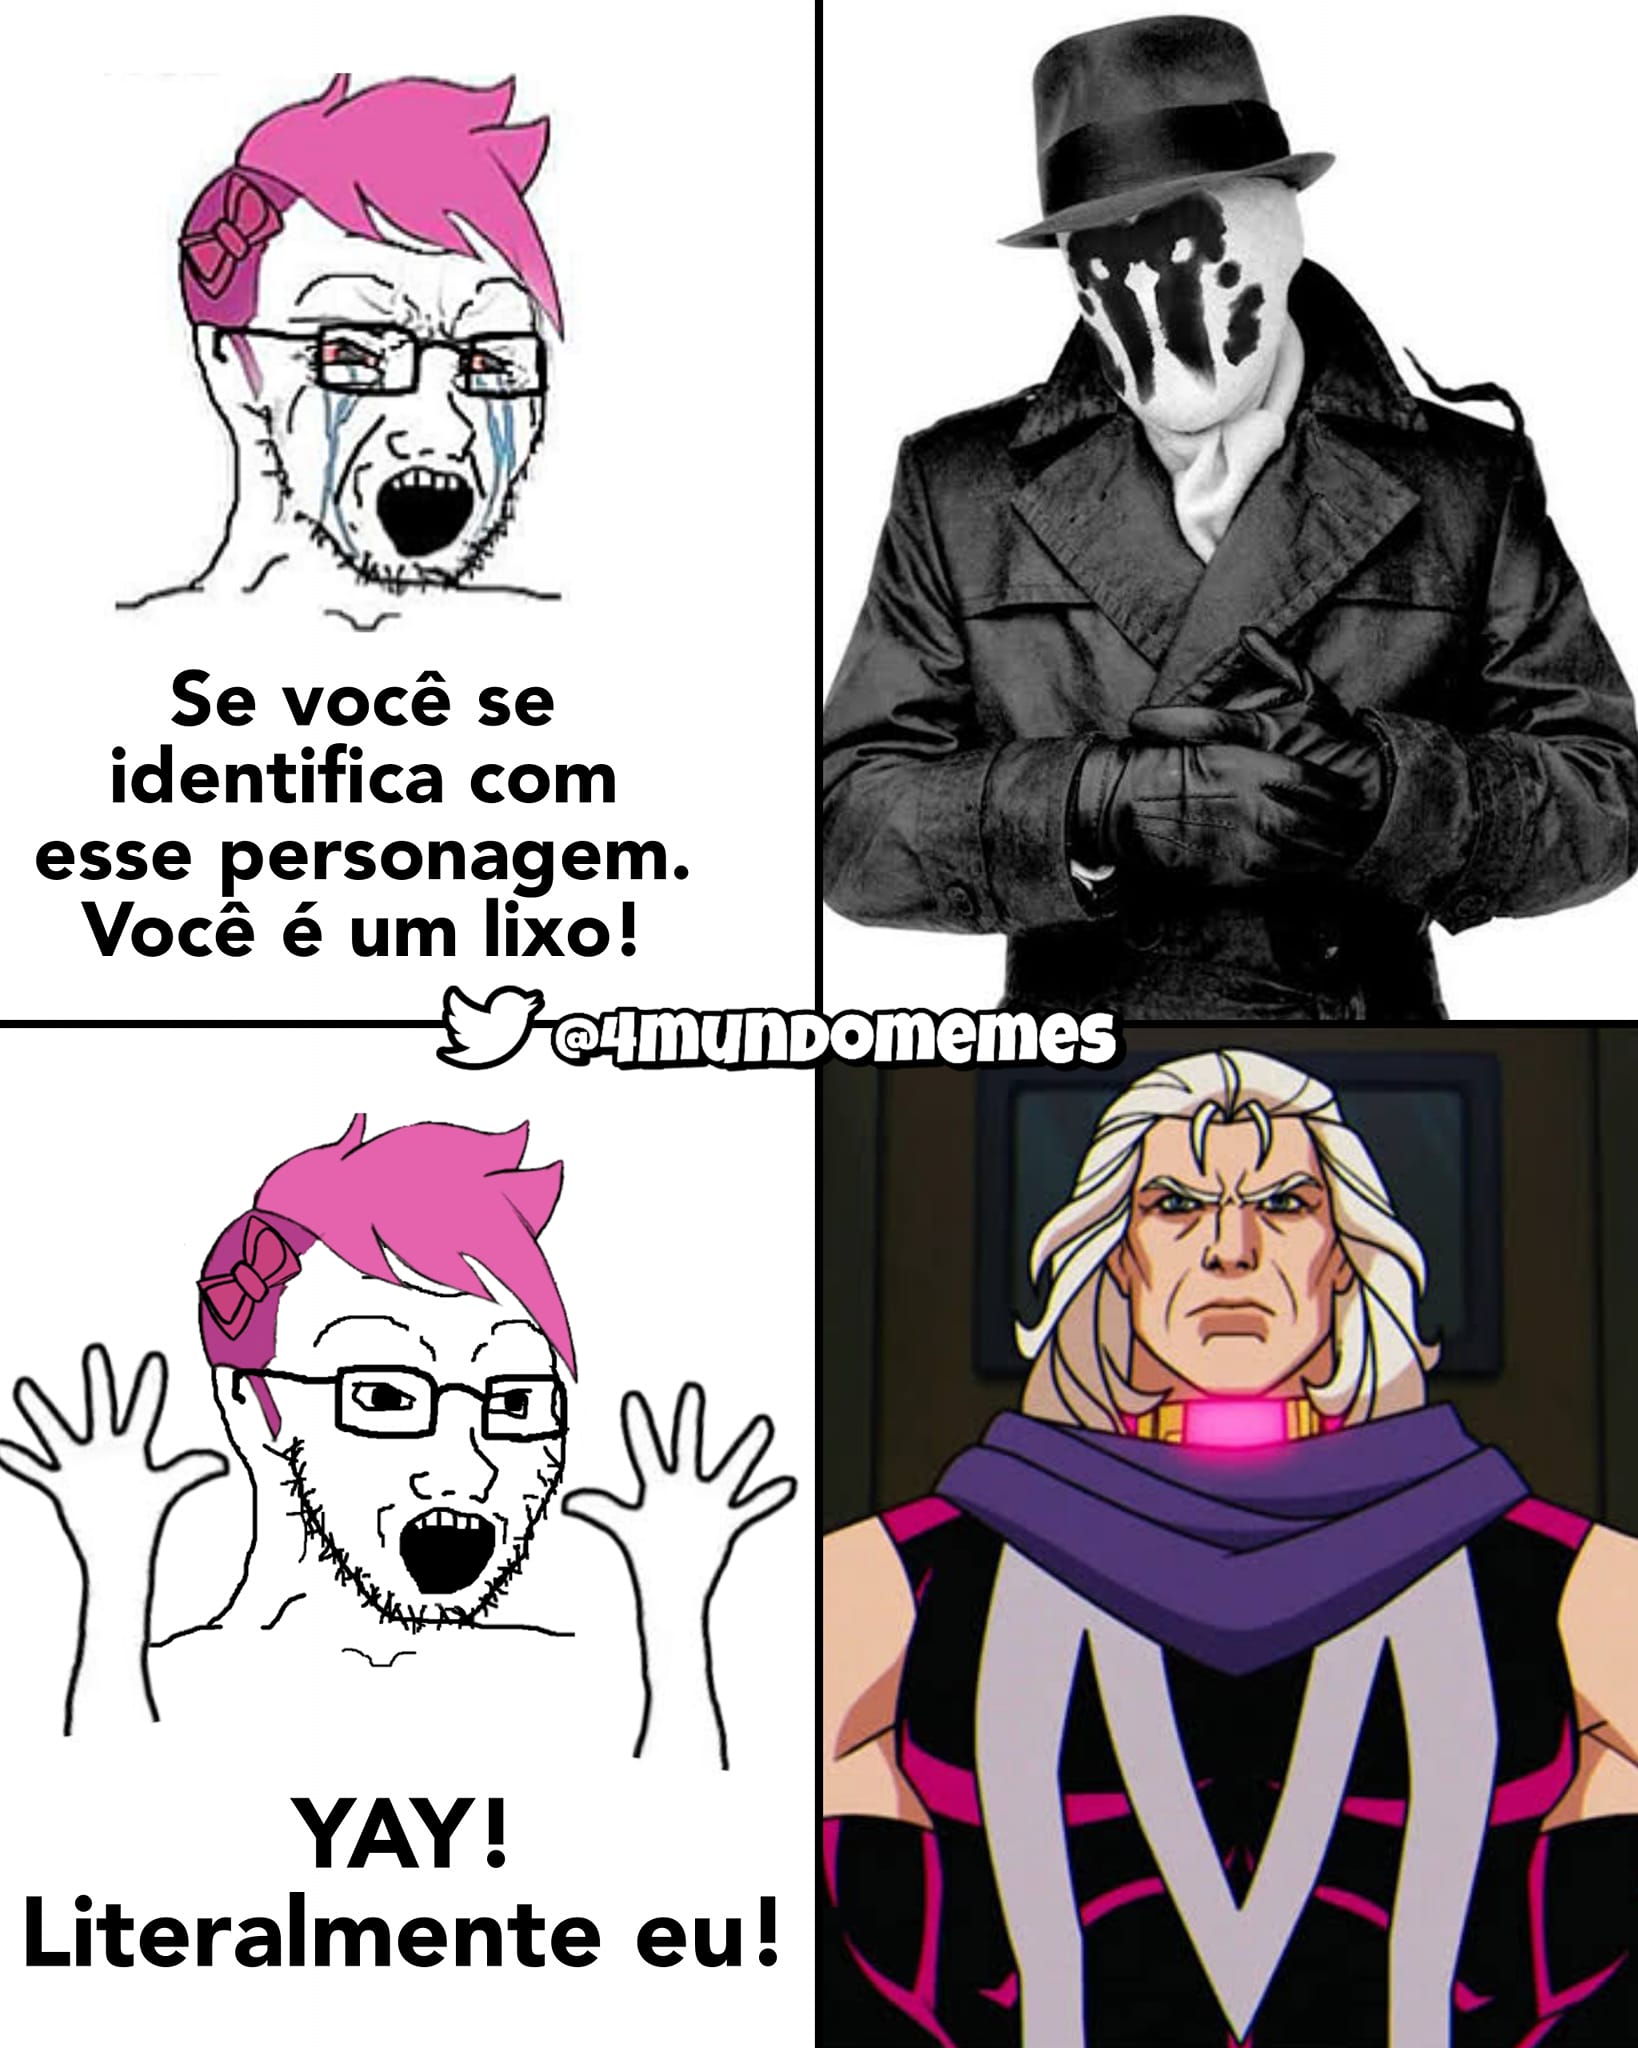 Se você se
identifica com
esse personagem.
Você é um lixo!
@4mundomemes
YAY!
Literalmente eu!